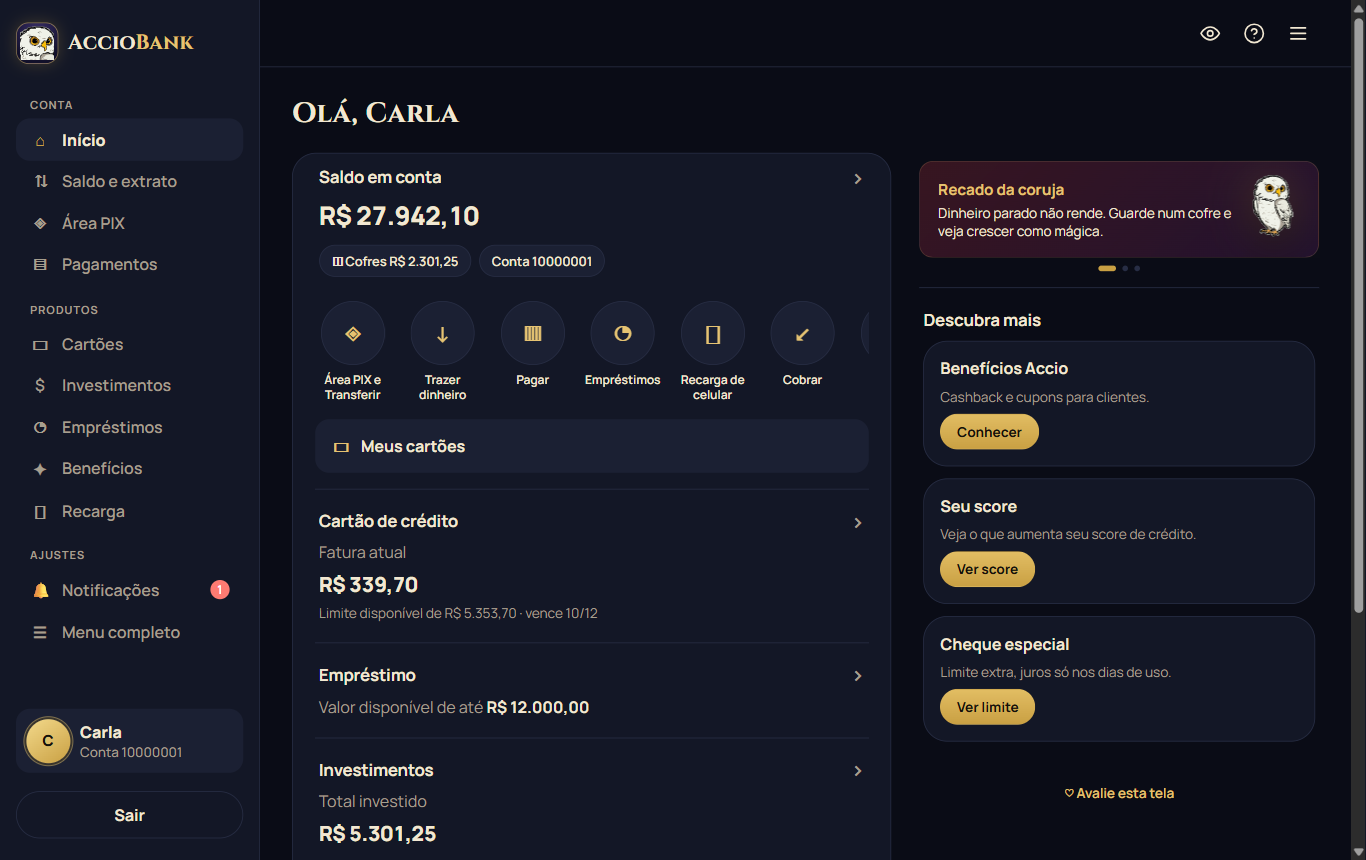 ACCIOBANK
CONTA
Início
Saldo e extrato
Área PIX
Pagamentos
PRODUTOS
Cartões
Investimentos
Empréstimos
Benefícios
Recarga
AJUSTES
Notificações 1
Menu completo
C
Carla
Conta 10000001
Sair
OLÁ, CARLA
Saldo em conta
R$ 27.942,10
Cofres R$ 2.301,25
Conta 10000001
Área PIX e
Transferir
Trazer
dinheiro
Pagar
Empréstimos
Recarga de
celular
Cobrar
Meus cartões
Cartão de crédito
Fatura atual
R$ 339,70
Limite disponível de R$ 5.353,70 · vence 10/12
Empréstimo
Valor disponível de até R$ 12.000,00
Investimentos
Total investido
R$ 5.301,25
Recado da coruja
Dinheiro parado não rende. Guarde num cofre e
veja crescer como mágica.
Descubra mais
Benefícios Accio
Cashback e cupons para clientes.
Conhecer
Seu score
Veja o que aumenta seu score de crédito.
Ver score
Cheque especial
Limite extra, juros só nos dias de uso.
Ver limite
♡ Avalie esta tela